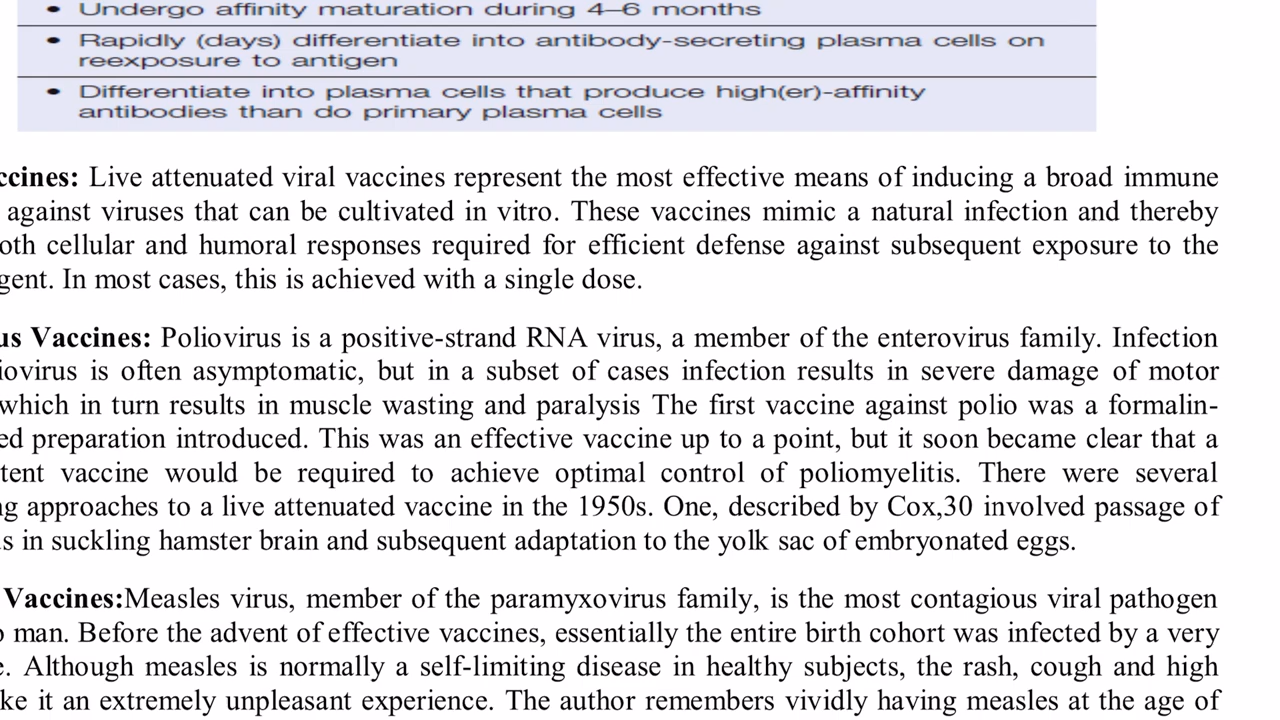 • Undergo affinity maturation during 4–6 months
• Rapidly (days) differentiate into antibody-secreting plasma cells on
reexposure to antigen
• Differentiate into plasma cells that produce high(er)-affinity
antibodies than do primary plasma cells
ccines: Live attenuated viral vaccines represent the most effective means of inducing a broad immune
against viruses that can be cultivated in vitro. These vaccines mimic a natural infection and thereby
oth cellular and humoral responses required for efficient defense against subsequent exposure to the
gent. In most cases, this is achieved with a single dose.
us Vaccines: Poliovirus is a positive-strand RNA virus, a member of the enterovirus family. Infection
iovirus is often asymptomatic, but in a subset of cases infection results in severe damage of motor
which in turn results in muscle wasting and paralysis The first vaccine against polio was a formalin-
ed preparation introduced. This was an effective vaccine up to a point, but it soon became clear that a
tent vaccine would be required to achieve optimal control of poliomyelitis. There were several
ng approaches to a live attenuated vaccine in the 1950s. One, described by Cox,30 involved passage of
us in suckling hamster brain and subsequent adaptation to the yolk sac of embryonated eggs.
Vaccines:Measles virus, member of the paramyxovirus family, is the most contagious viral pathogen
o man. Before the advent of effective vaccines, essentially the entire birth cohort was infected by a very
e. Although measles is normally a self-limiting disease in healthy subjects, the rash, cough and high
ke it an extremely unpleasant experience. The author remembers vividly having measles at the age of